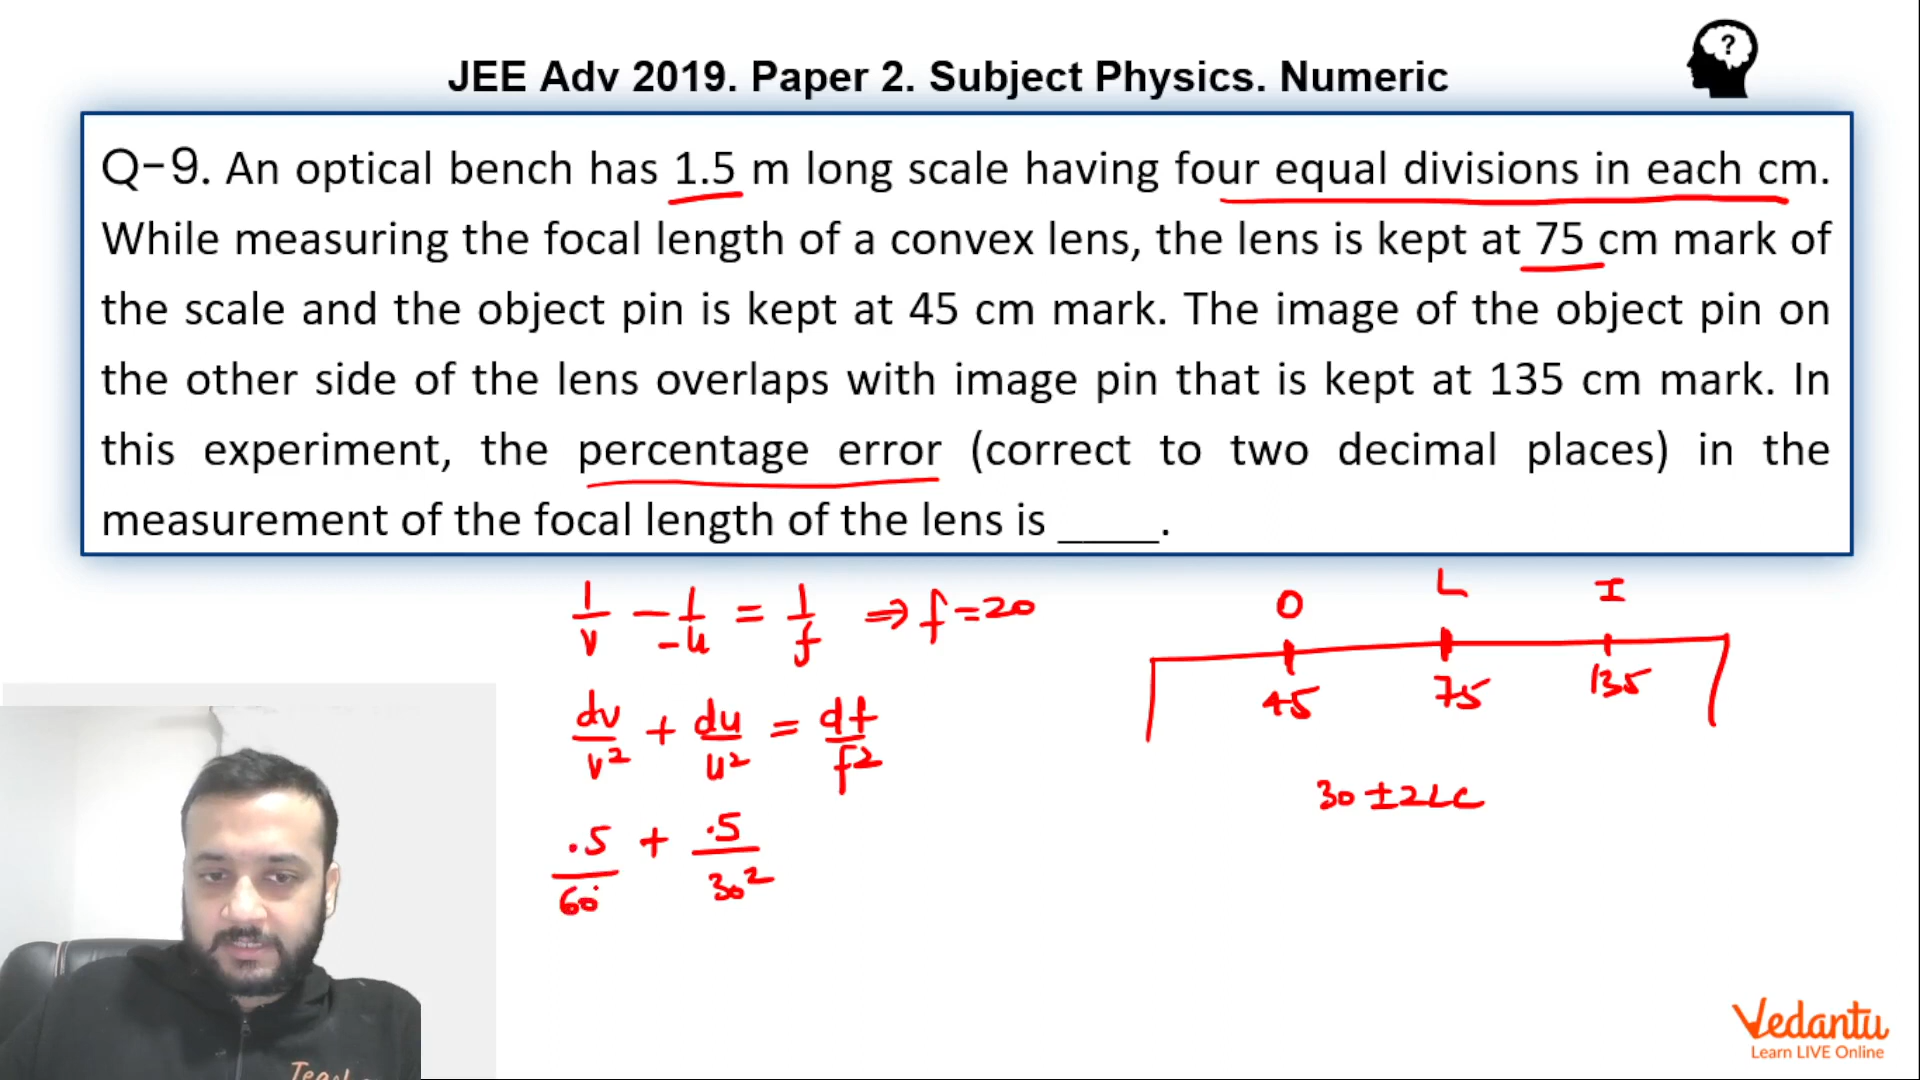 ?
JEE Adv 2019. Paper 2. Subject Physics. Numeric
Q-9. An optical bench has 1.5 m long scale having four equal divisions in each cm.
While measuring the focal length of a convex lens, the lens is kept at 75 cm mark of
the scale and the object pin is kept at 45 cm mark. The image of the object pin on
the other side of the lens overlaps with image pin that is kept at 135 cm mark. In
this experiment, the percentage error (correct to two decimal places) in the
measurement of the focal length of the lens is ____.
1/v - 1/-u = 1/f ⇒ f=20
dv/v² + du/u² = df/f²
.5/60 + .5/30²
O L I
45 75 135
30 ± 2LC
Vedantu
Learn LIVE Online